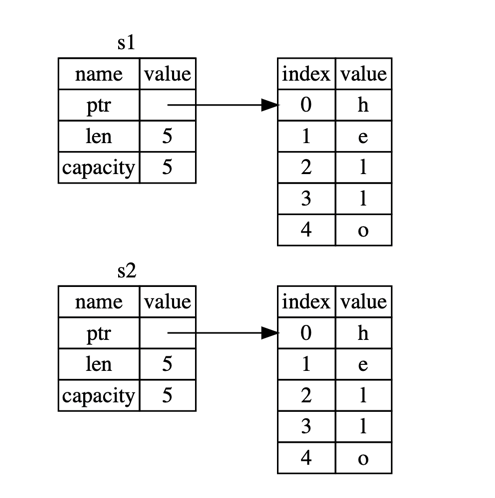 s1
name value index value
ptr 0 h
len 5 1 e
capacity 5 2 l
3 l
4 o
s2
name value index value
ptr 0 h
len 5 1 e
capacity 5 2 l
3 l
4 o